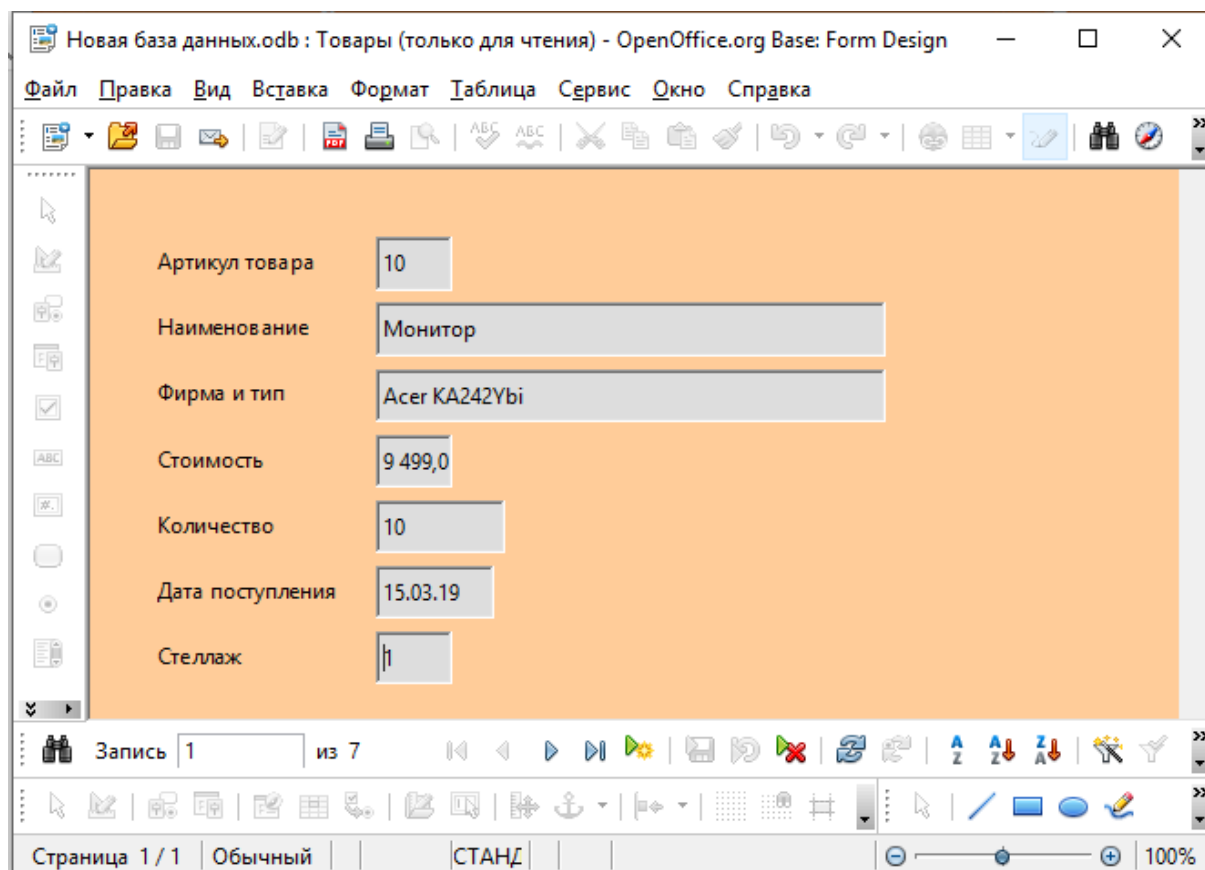 Новая база данных.odb : Товары (только для чтения) - OpenOffice.org Base: Form Design
Файл Правка Вид Вставка Формат Таблица Сервис Окно Справка
Артикул товара 10
Наименование Монитор
Фирма и тип Acer KA242Ybi
Стоимость 9 499,0
Количество 10
Дата поступления 15.03.19
Стеллаж 1
Запись 1 из 7
Страница 1 / 1 Обычный СТАНД 100%